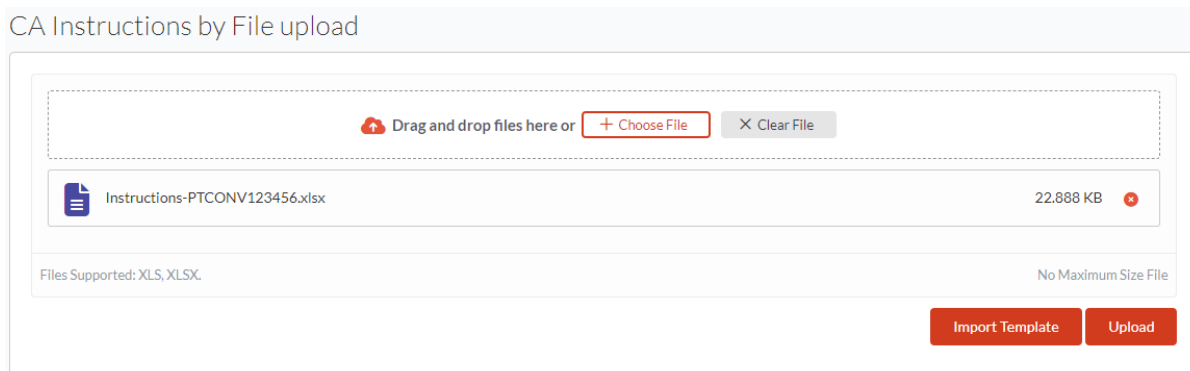 CA Instructions by File upload
Drag and drop files here or + Choose File × Clear File
Instructions-PTCONV123456.xlsx 22.888 KB
Files Supported: XLS, XLSX. No Maximum Size File
Import Template Upload